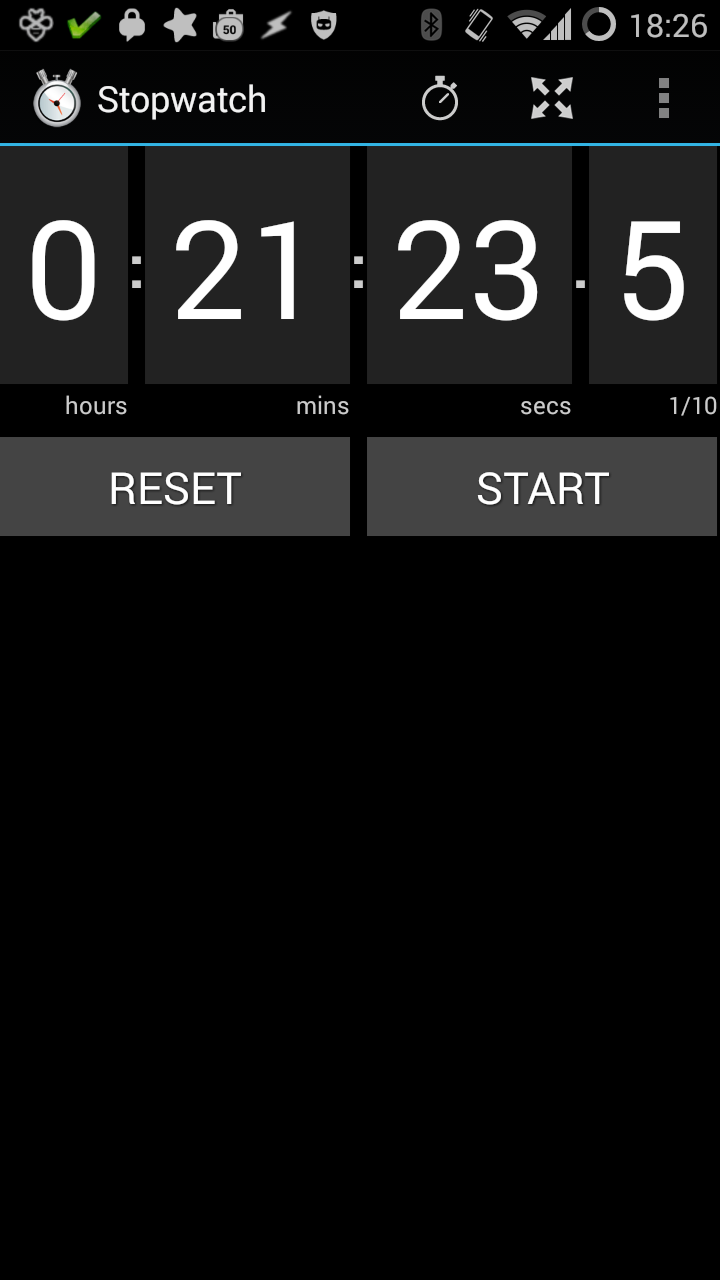 50 18:26
Stopwatch
0 : 21 : 23 . 5
hours mins secs 1/10
RESET START